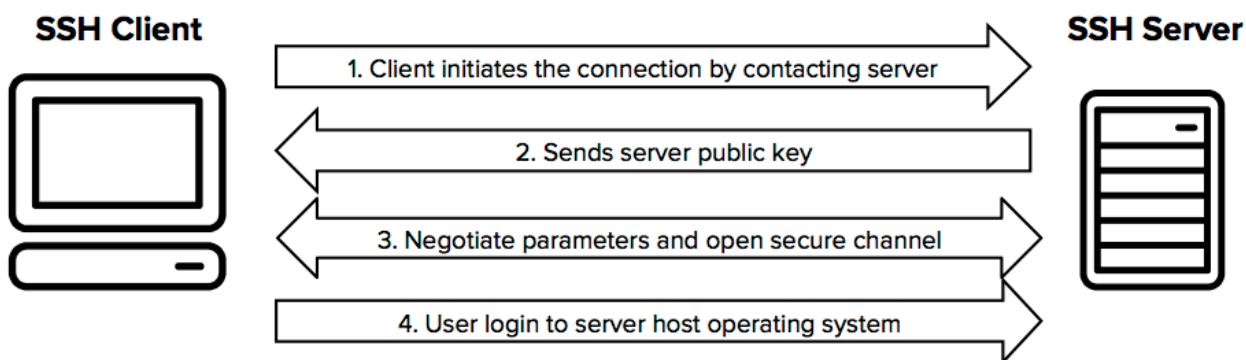 SSH Client
SSH Server
1. Client initiates the connection by contacting server
2. Sends server public key
3. Negotiate parameters and open secure channel
4. User login to server host operating system